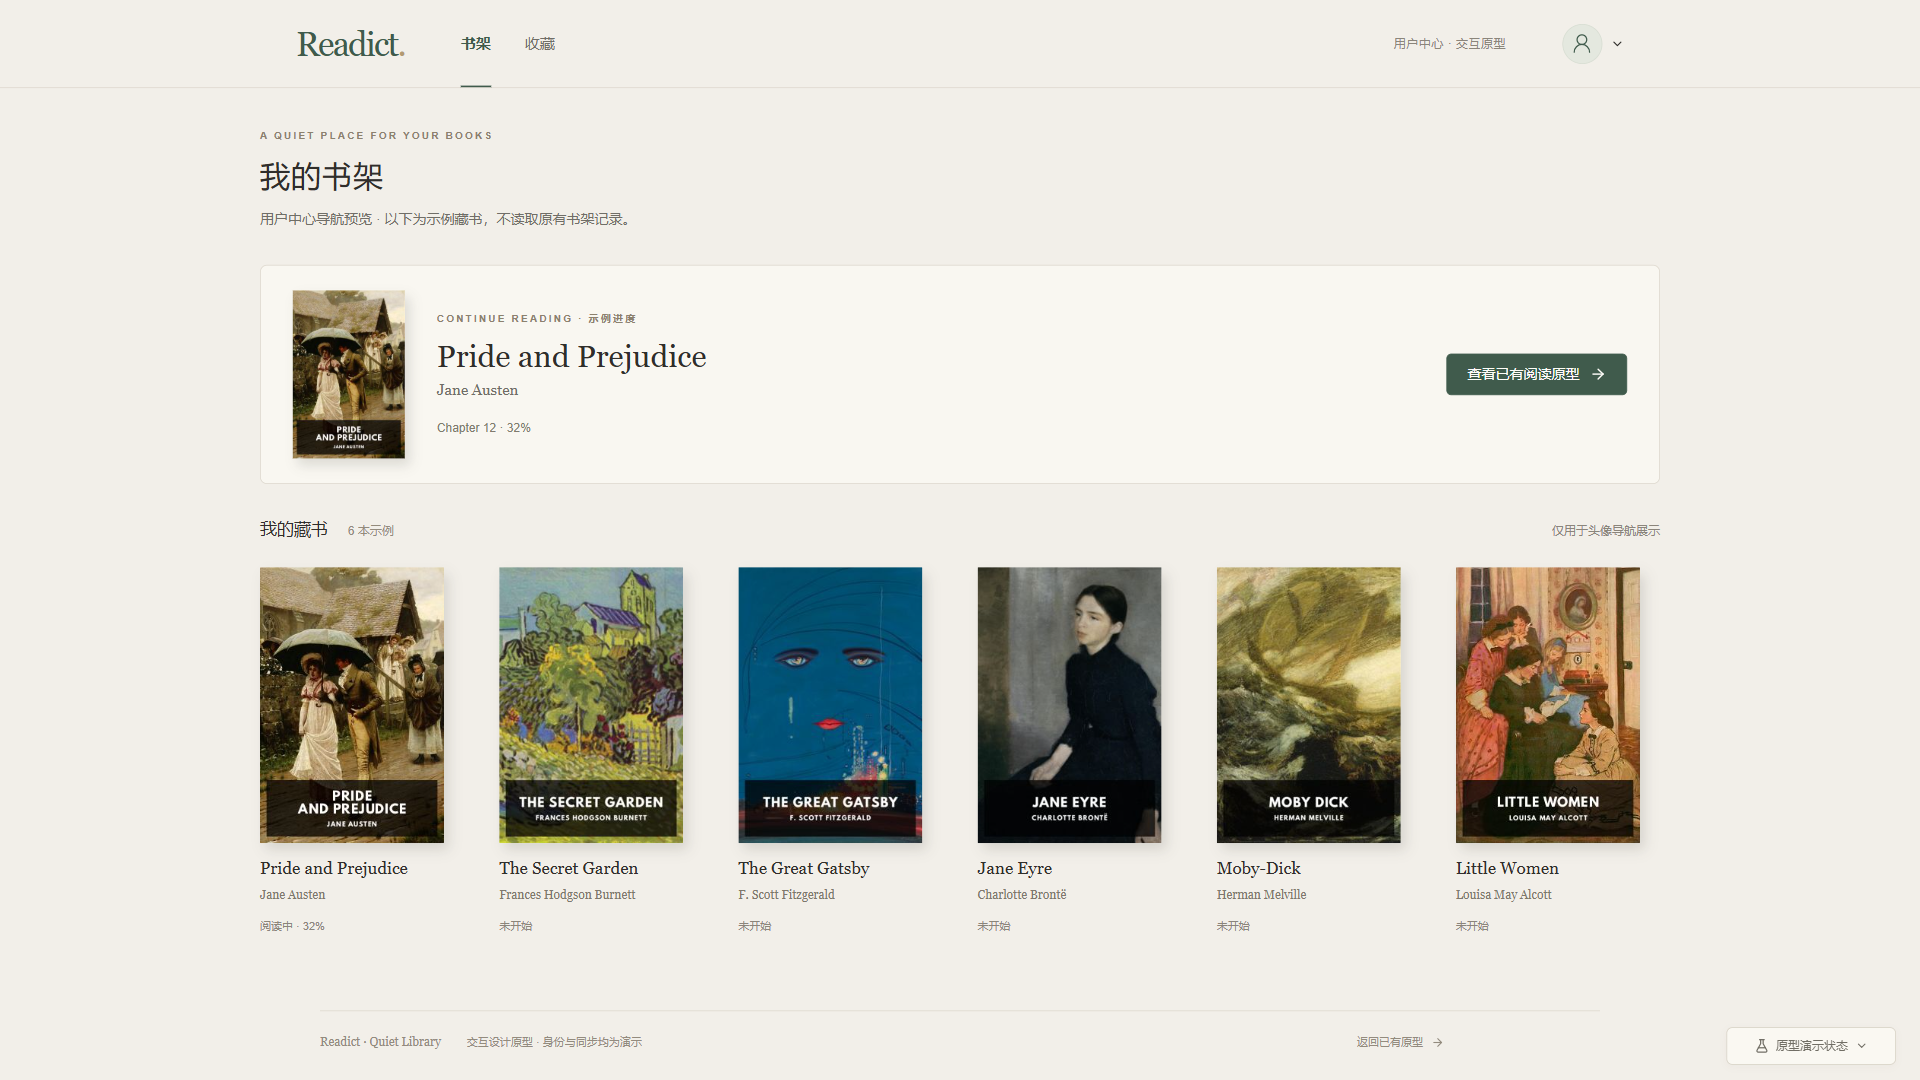 Readict.
书架
收藏
用户中心 · 交互原型
A QUIET PLACE FOR YOUR BOOKS
我的书架
用户中心导航预览 · 以下为示例藏书，不读取原有书架记录。
PRIDE
AND PREJUDICE
JANE AUSTEN
CONTINUE READING · 示例进度
Pride and Prejudice
Jane Austen
Chapter 12 · 32%
查看已有阅读原型
我的藏书
6 本示例
仅用于头像导航展示
PRIDE
AND PREJUDICE
JANE AUSTEN
Pride and Prejudice
Jane Austen
阅读中 · 32%
THE SECRET GARDEN
FRANCES HODGSON BURNETT
The Secret Garden
Frances Hodgson Burnett
未开始
THE GREAT GATSBY
F. SCOTT FITZGERALD
The Great Gatsby
F. Scott Fitzgerald
未开始
JANE EYRE
CHARLOTTE BRONTË
Jane Eyre
Charlotte Brontë
未开始
MOBY DICK
HERMAN MELVILLE
Moby-Dick
Herman Melville
未开始
LITTLE WOMEN
LOUISA MAY ALCOTT
Little Women
Louisa May Alcott
未开始
Readict · Quiet Library
交互设计原型 · 身份与同步均为演示
返回已有原型
原型演示状态